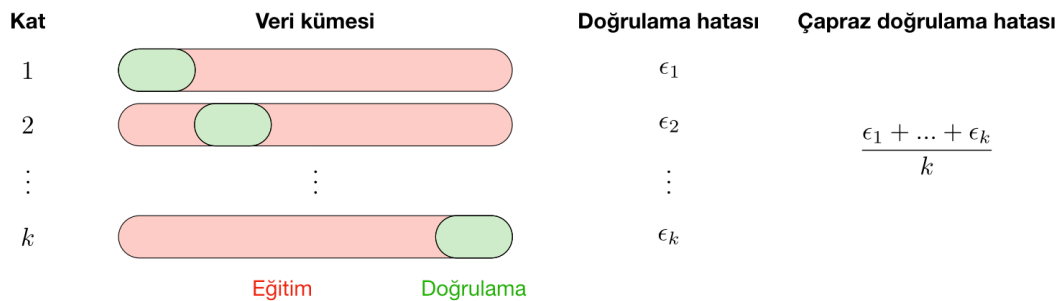 Kat Veri kümesi Doğrulama hatası Çapraz doğrulama hatası
1 ϵ₁
2 ϵ₂
(ϵ₁ + ... + ϵₖ) / k
⋮ ⋮ ⋮
k ϵₖ
Eğitim Doğrulama